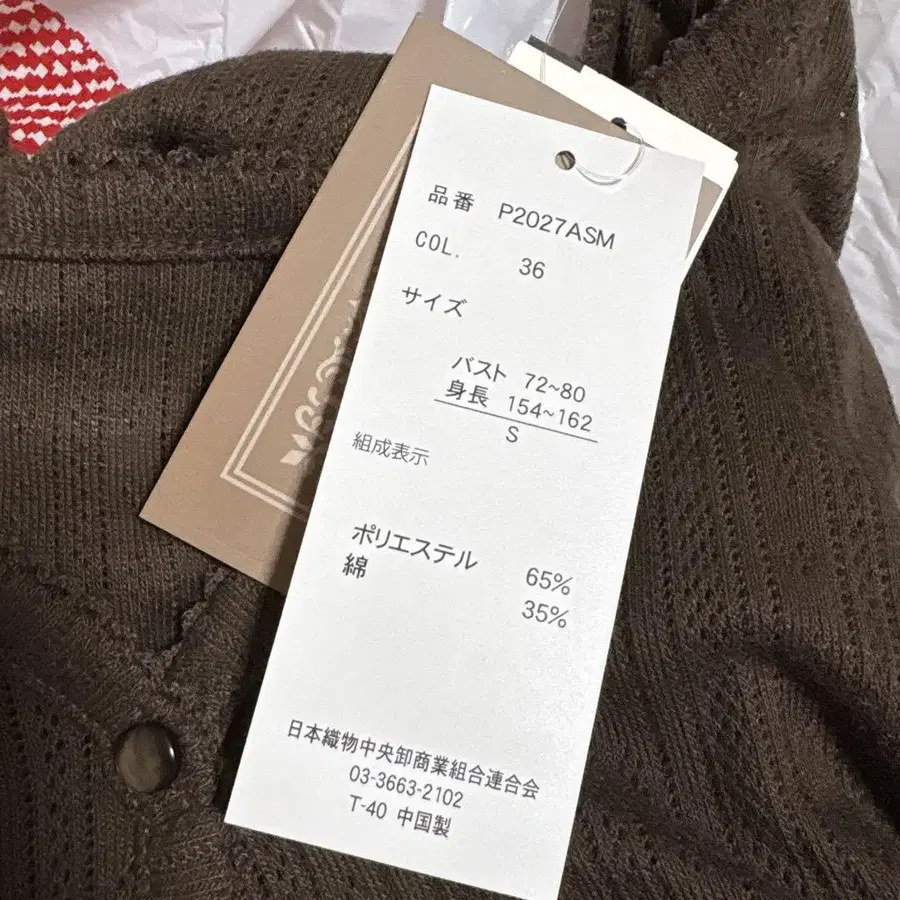 品番 P2027ASM
COL. 36
サイズ
バスト 72~80
身長 154~162
S
組成表示
ポリエステル 65%
綿 35%
日本織物中央卸商業組合連合会
03-3663-2102
T-40 中国製